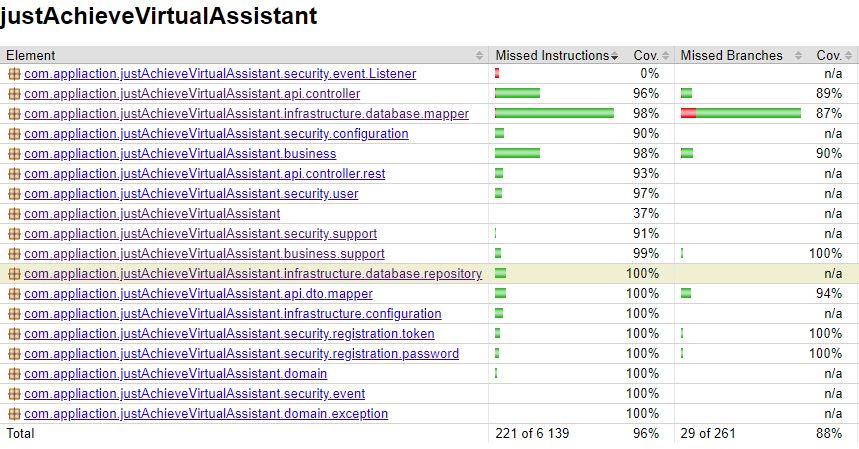 justAchieveVirtualAssistant
Element Missed Instructions Cov. Missed Branches Cov.
com.appliaction.justAchieveVirtualAssistant.security.event.Listener 0% n/a
com.appliaction.justAchieveVirtualAssistant.api.controller 96% 89%
com.appliaction.justAchieveVirtualAssistant.infrastructure.database.mapper 98% 87%
com.appliaction.justAchieveVirtualAssistant.security.configuration 90% n/a
com.appliaction.justAchieveVirtualAssistant.business 98% 90%
com.appliaction.justAchieveVirtualAssistant.api.controller.rest 93% n/a
com.appliaction.justAchieveVirtualAssistant.security.user 97% n/a
com.appliaction.justAchieveVirtualAssistant 37% n/a
com.appliaction.justAchieveVirtualAssistant.security.support 91% n/a
com.appliaction.justAchieveVirtualAssistant.business.support 99% 100%
com.appliaction.justAchieveVirtualAssistant.infrastructure.database.repository 100% n/a
com.appliaction.justAchieveVirtualAssistant.api.dto.mapper 100% 94%
com.appliaction.justAchieveVirtualAssistant.infrastructure.configuration 100% n/a
com.appliaction.justAchieveVirtualAssistant.security.registration.token 100% 100%
com.appliaction.justAchieveVirtualAssistant.security.registration.password 100% 100%
com.appliaction.justAchieveVirtualAssistant.domain 100% n/a
com.appliaction.justAchieveVirtualAssistant.security.event 100% n/a
com.appliaction.justAchieveVirtualAssistant.domain.exception 100% n/a
Total 221 of 6 139 96% 29 of 261 88%